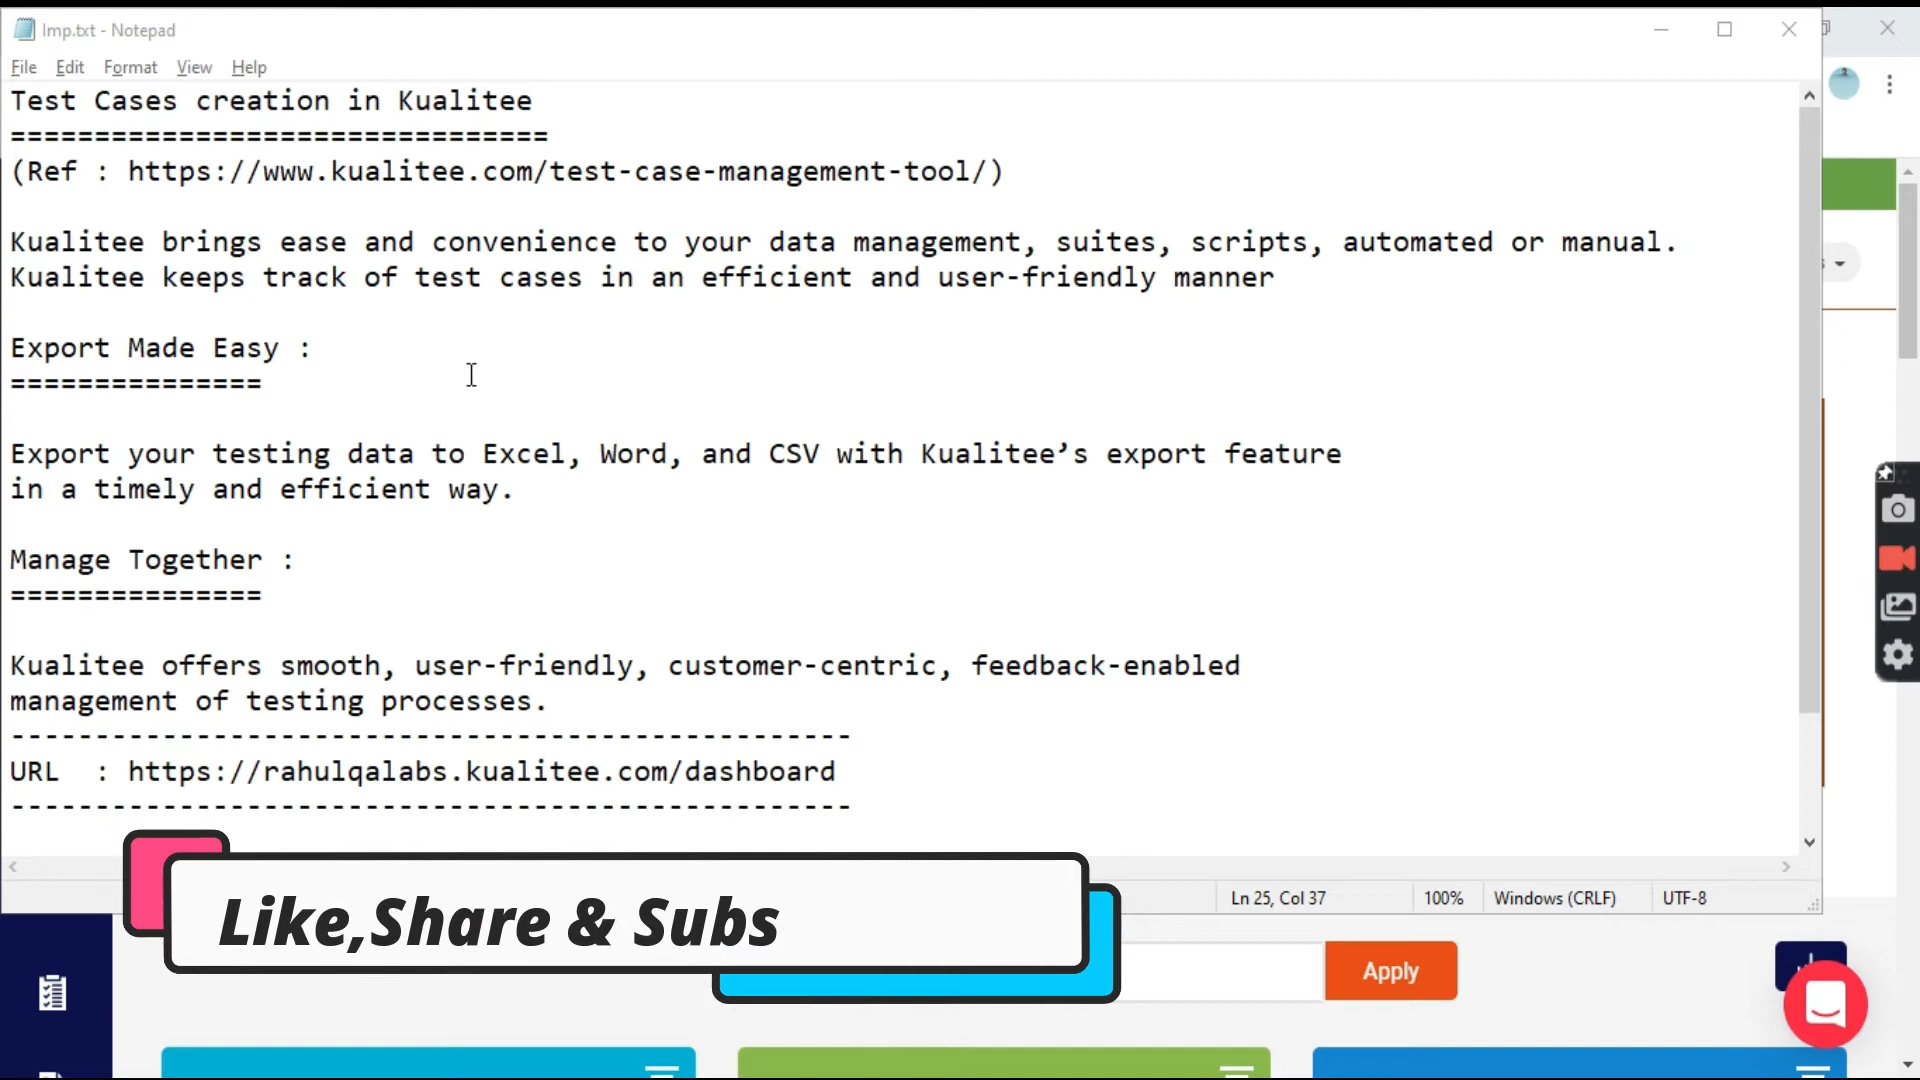 Imp.txt - Notepad
File Edit Format View Help
Test Cases creation in Kualitee
================================
(Ref : https://www.kualitee.com/test-case-management-tool/)
Kualitee brings ease and convenience to your data management, suites, scripts, automated or manual.
Kualitee keeps track of test cases in an efficient and user-friendly manner
Export Made Easy :
===============
Export your testing data to Excel, Word, and CSV with Kualitee’s export feature
in a timely and efficient way.
Manage Together :
===============
Kualitee offers smooth, user-friendly, customer-centric, feedback-enabled
management of testing processes.
--------------------------------------------------
URL : https://rahulqalabs.kualitee.com/dashboard
--------------------------------------------------
Ln 25, Col 37 100% Windows (CRLF) UTF-8
Like,Share & Subs
Apply